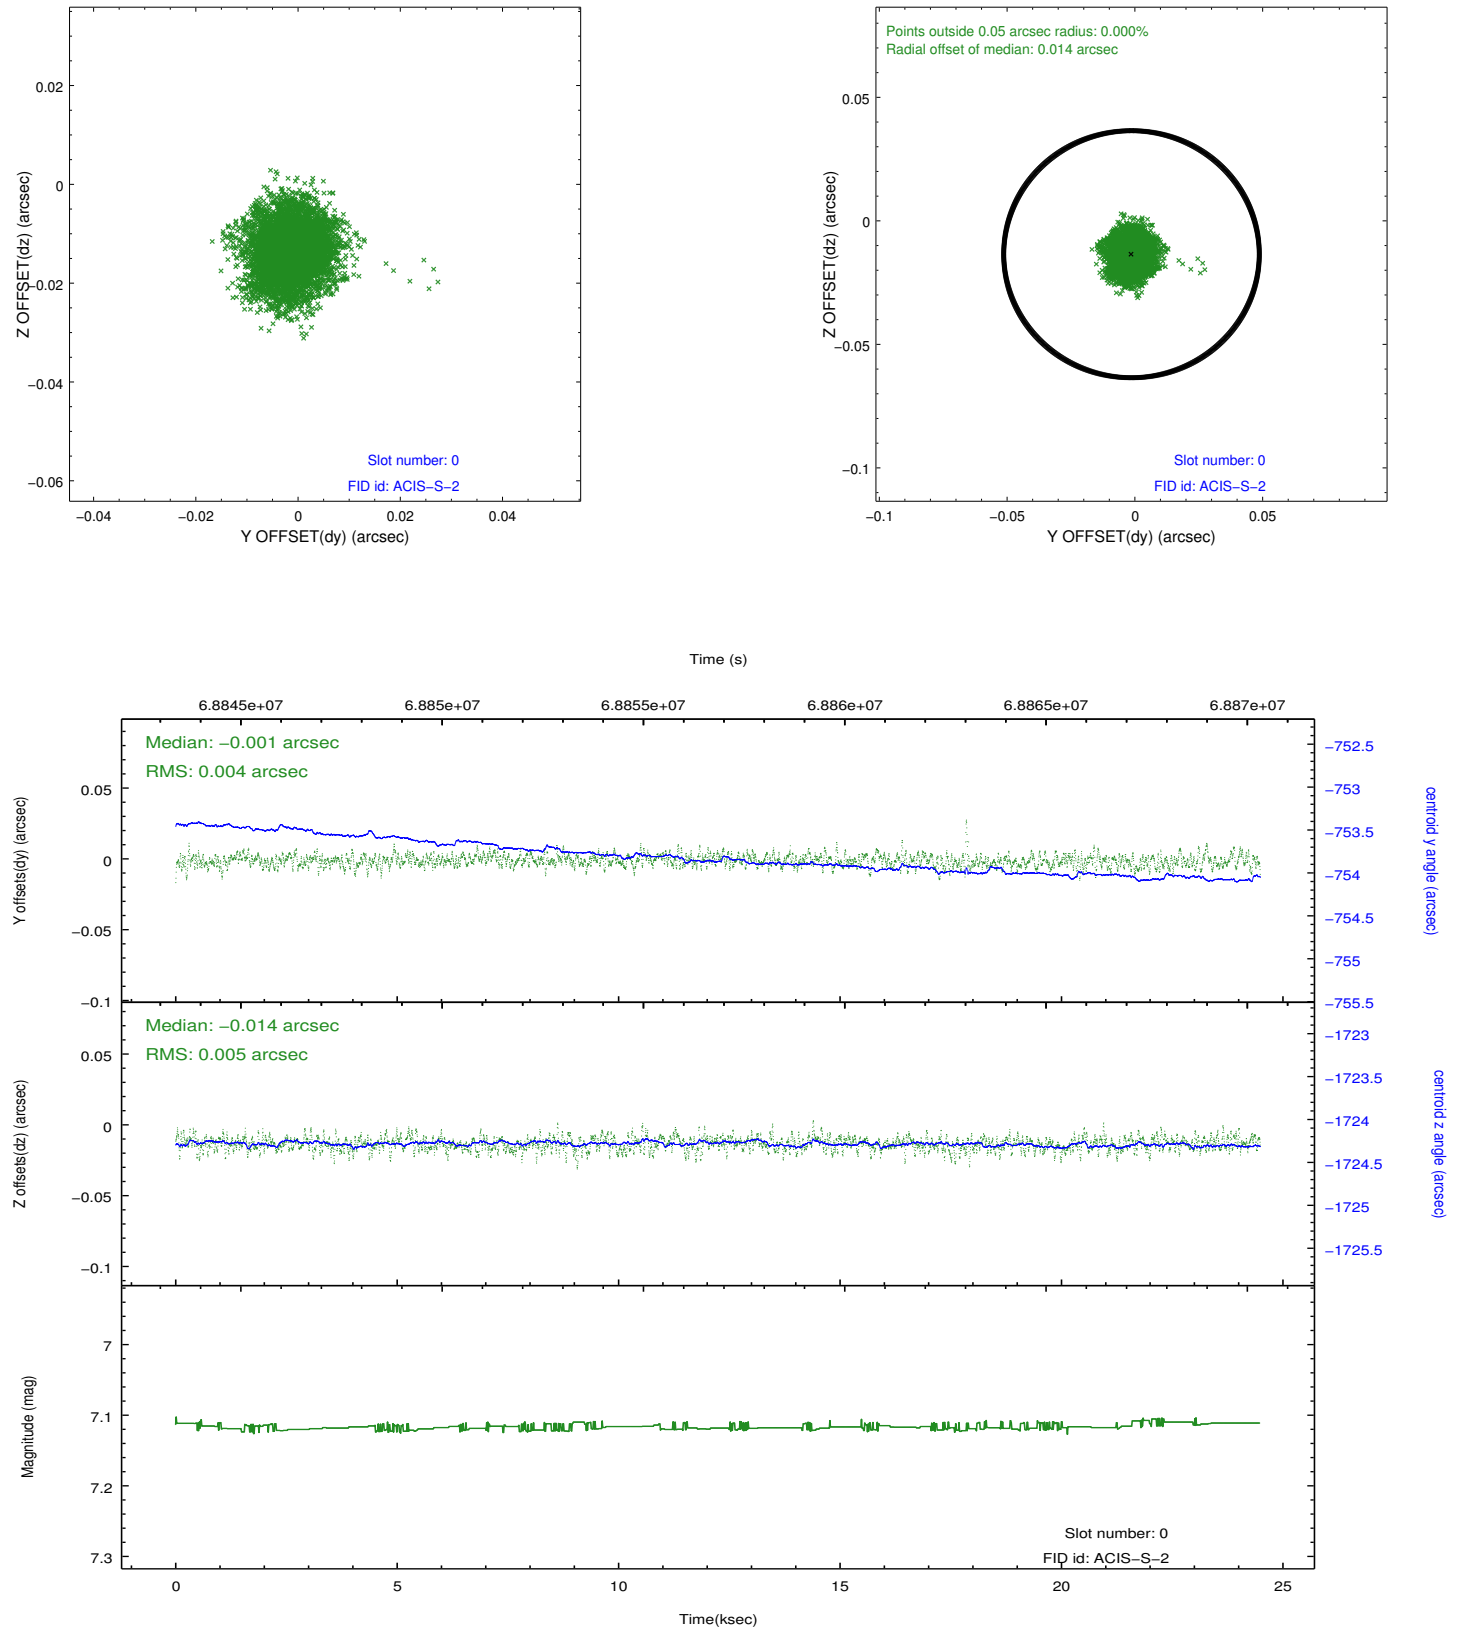 0.02
0
−0.02
−0.04
−0.06
Z OFFSET(dz) (arcsec)
Slot number: 0
FID id: ACIS−S−2
−0.04 −0.02 0 0.02 0.04
Y OFFSET(dy) (arcsec)
Points outside 0.05 arcsec radius: 0.000%
Radial offset of median: 0.014 arcsec
0.05
0
−0.05
−0.1
Z OFFSET(dz) (arcsec)
Slot number: 0
FID id: ACIS−S−2
−0.1 −0.05 0 0.05
Y OFFSET(dy) (arcsec)
Time (s)
6.8845e+07 6.885e+07 6.8855e+07 6.886e+07 6.8865e+07 6.887e+07
Median: −0.001 arcsec
RMS: 0.004 arcsec
0.05
0
−0.05
−0.1
Y offsets(dy) (arcsec)
−752.5
−753
−753.5
−754
−754.5
−755
−755.5
centroid y angle (arcsec)
Median: −0.014 arcsec
RMS: 0.005 arcsec
0.05
0
−0.05
−0.1
Z offsets(dz) (arcsec)
−1723
−1723.5
−1724
−1724.5
−1725
−1725.5
centroid z angle (arcsec)
7
7.1
7.2
7.3
Magnitude (mag)
Slot number: 0
FID id: ACIS−S−2
0 5 10 15 20 25
Time(ksec)